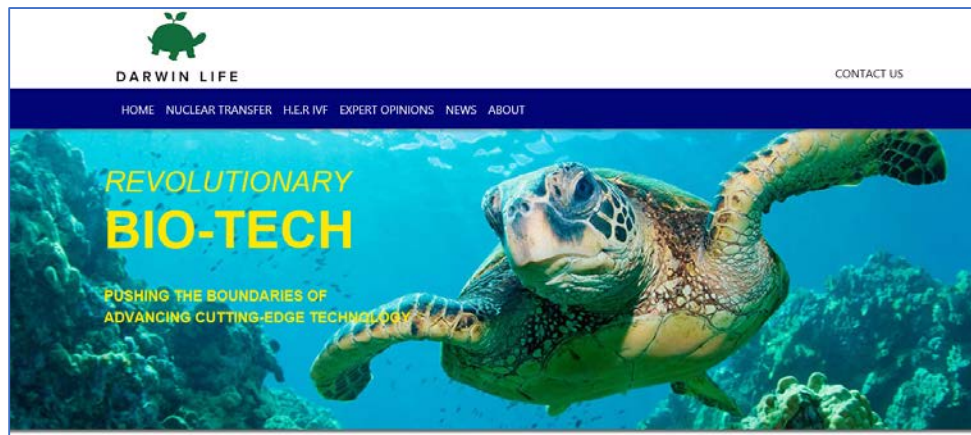 DARWIN LIFE
CONTACT US
HOME NUCLEAR TRANSFER H.E.R IVF EXPERT OPINIONS NEWS ABOUT
REVOLUTIONARY
BIO-TECH
PUSHING THE BOUNDARIES OF
ADVANCING CUTTING-EDGE TECHNOLOGY